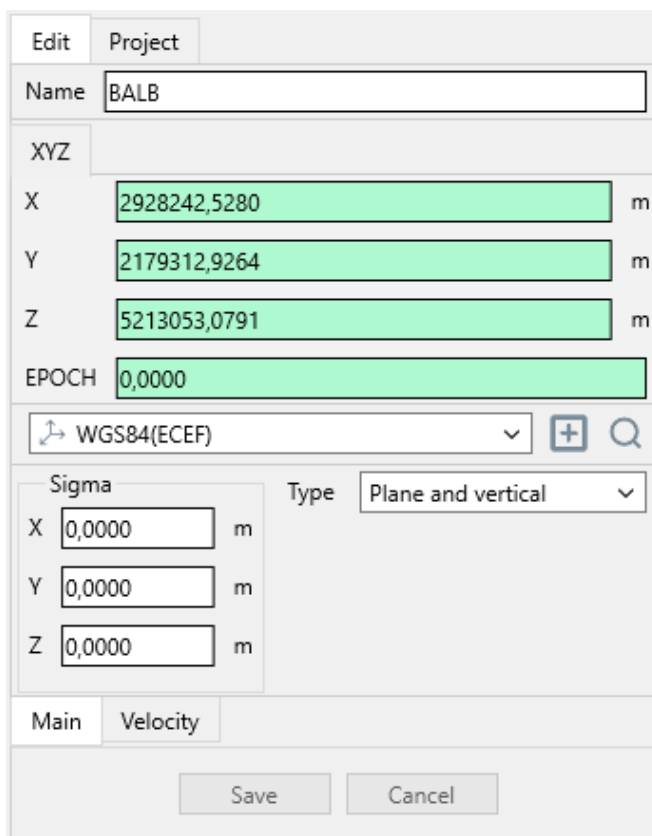 Edit Project
Name BALB
XYZ
X 2928242,5280 m
Y 2179312,9264 m
Z 5213053,0791 m
EPOCH 0,0000
WGS84(ECEF)
Sigma Type Plane and vertical
X 0,0000 m
Y 0,0000 m
Z 0,0000 m
Main Velocity
Save Cancel